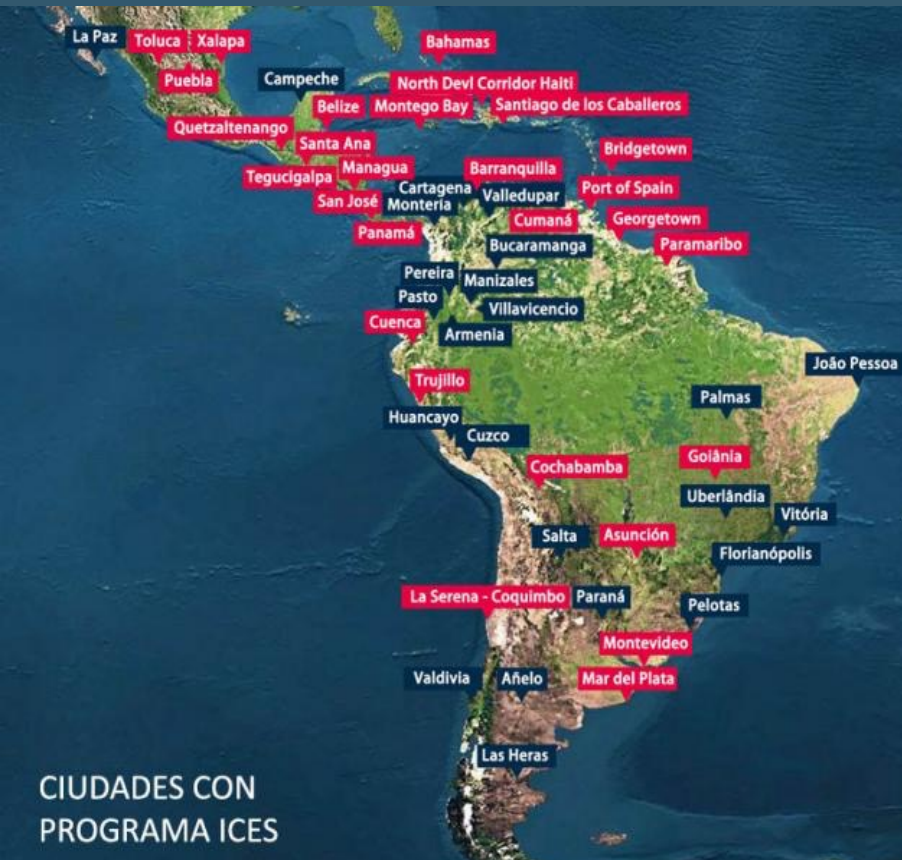 La Paz
Toluca
Xalapa
Bahamas
Puebla
Campeche
North Devl Corridor Haiti
Belize
Montego Bay
Santiago de los Caballeros
Quetzaltenango
Santa Ana
Bridgetown
Tegucigalpa
Managua
Barranquilla
Cartagena
Valledupar
Port of Spain
San José
Monteria
Cumaná
Georgetown
Panamá
Bucaramanga
Paramaribo
Pereira
Manizales
Pasto
Villavicencio
Cuenca
Armenia
João Pessoa
Trujillo
Palmas
Huancayo
Cuzco
Cochabamba
Goiânia
Uberlândia
Vitória
Salta
Asunción
Florianópolis
La Serena - Coquimbo
Paraná
Pelotas
Montevideo
Valdivia
Añelo
Mar del Plata
Las Heras
CIUDADES CON
PROGRAMA ICES